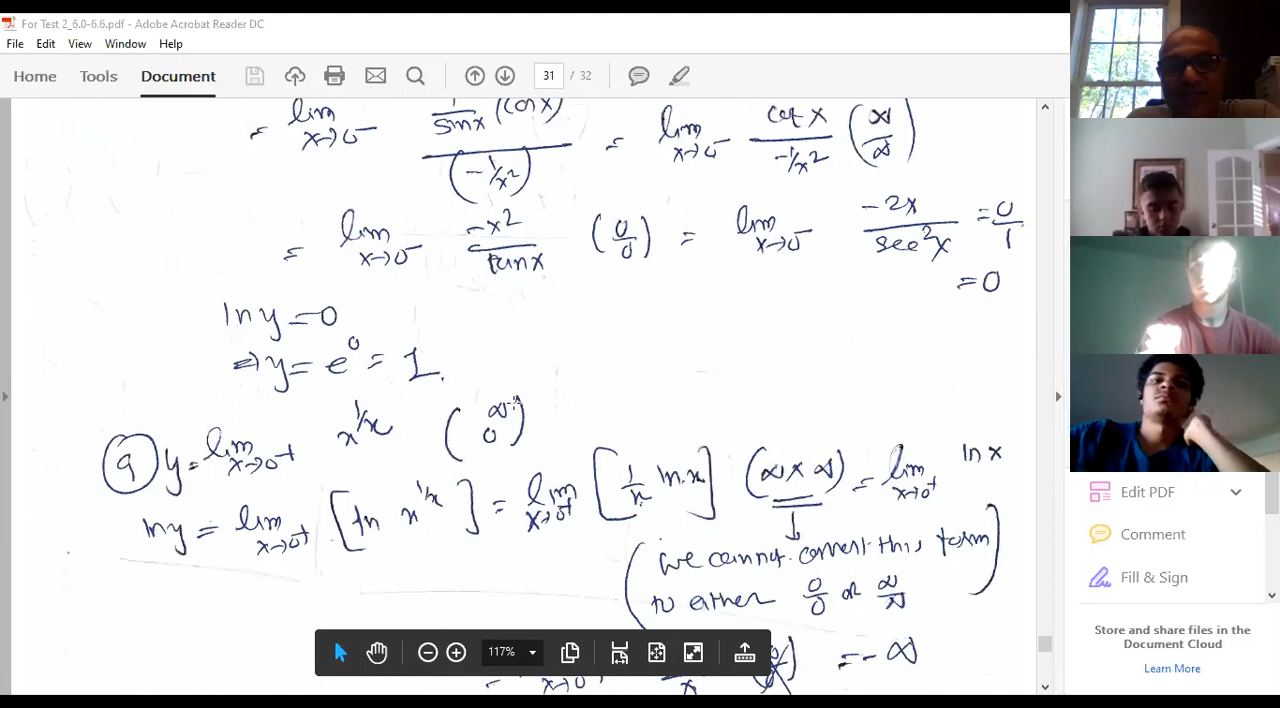 For Test 2_6.0-6.6.pdf - Adobe Acrobat Reader DC
File Edit View Window Help
Home Tools Document 31 / 32
= lim x→0⁻ (1/sinx (cosx))/(-1/x²) = lim x→0⁻ cot x/(-1/x²) (∞/∞)
= lim x→0⁻ -x²/tanx (0/0) = lim x→0⁻ -2x/sec²x = 0/1
= 0
ln y = 0
⇒ y = e⁰ = 1.
9 y = lim x→0⁺ x^(1/x) (0^∞)
ln y = lim x→0⁺ [ln x^(1/x)] = lim x→0⁺ [1/x ln x] (∞ × ∞) = lim x→0⁺ ln x
(we cannot convert this form
to either 0/0 or ∞/∞
117%
= -∞
Edit PDF
Comment
Fill & Sign
Store and share files in the
Document Cloud
Learn More